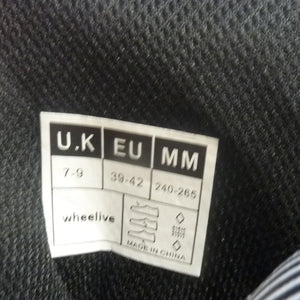 U.K EU MM
7-9 39-42 240-265
wheelive
MADE IN CHINA